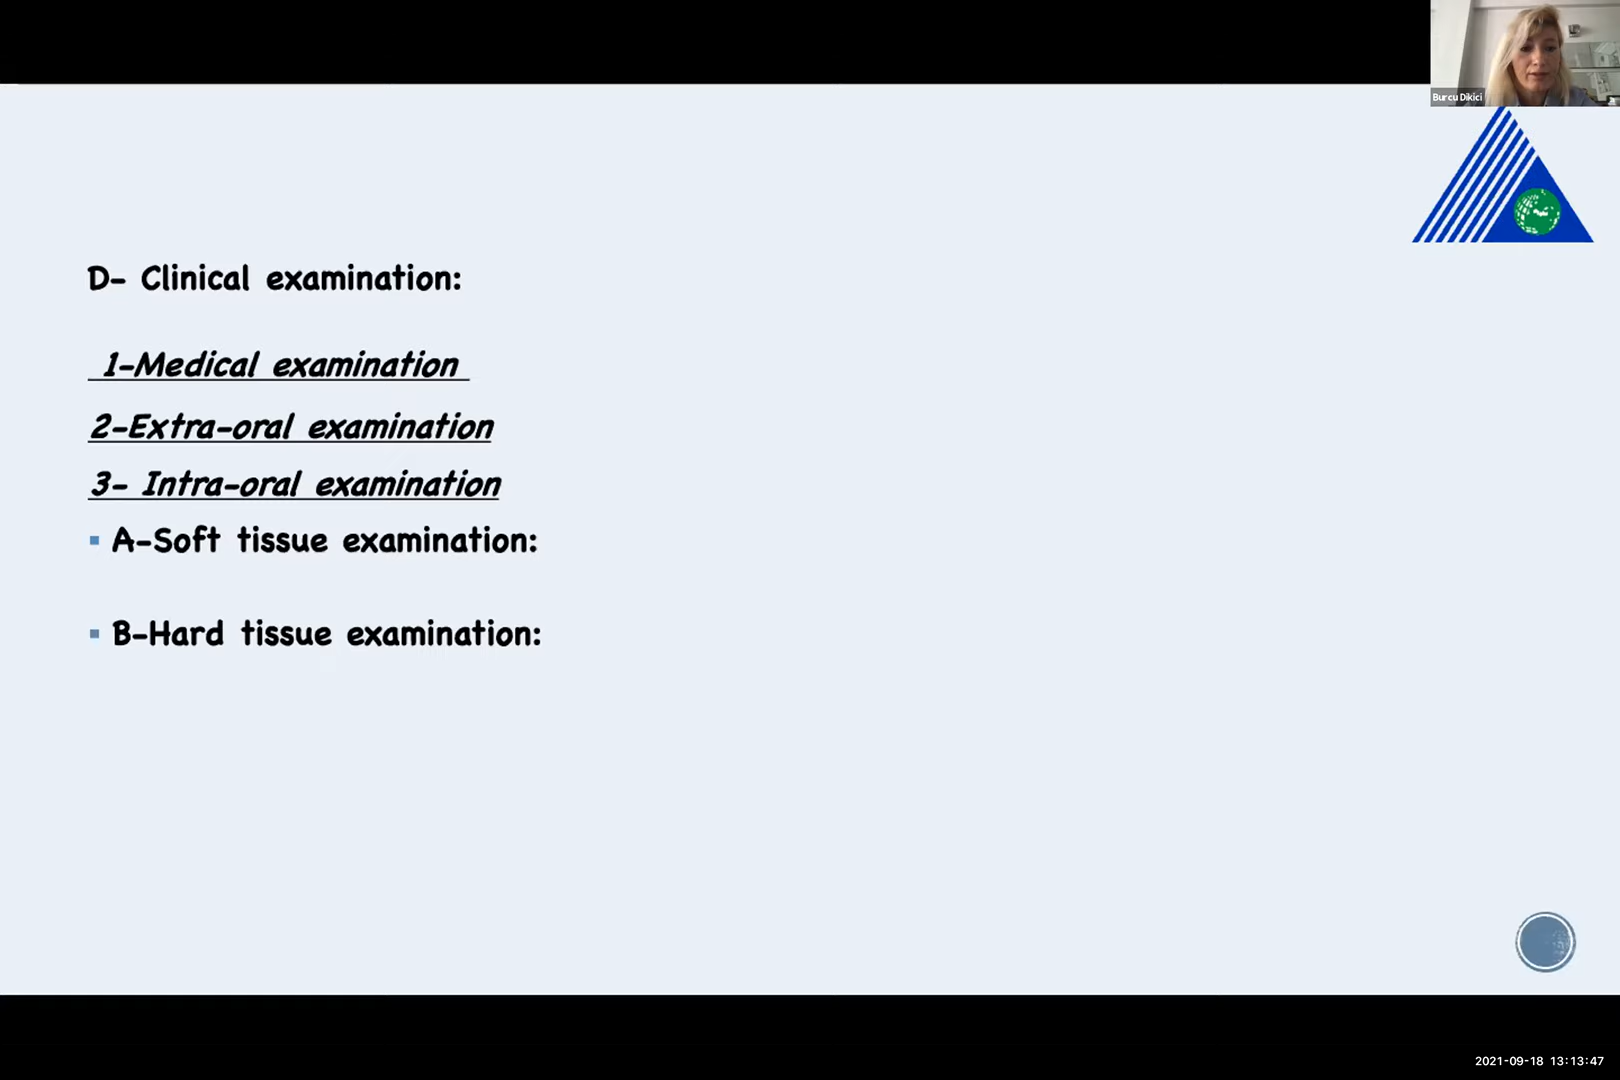 Burcu Dikici
D- Clinical examination:
1-Medical examination
2-Extra-oral examination
3- Intra-oral examination
A-Soft tissue examination:
B-Hard tissue examination:
2021-09-18 13:13:47